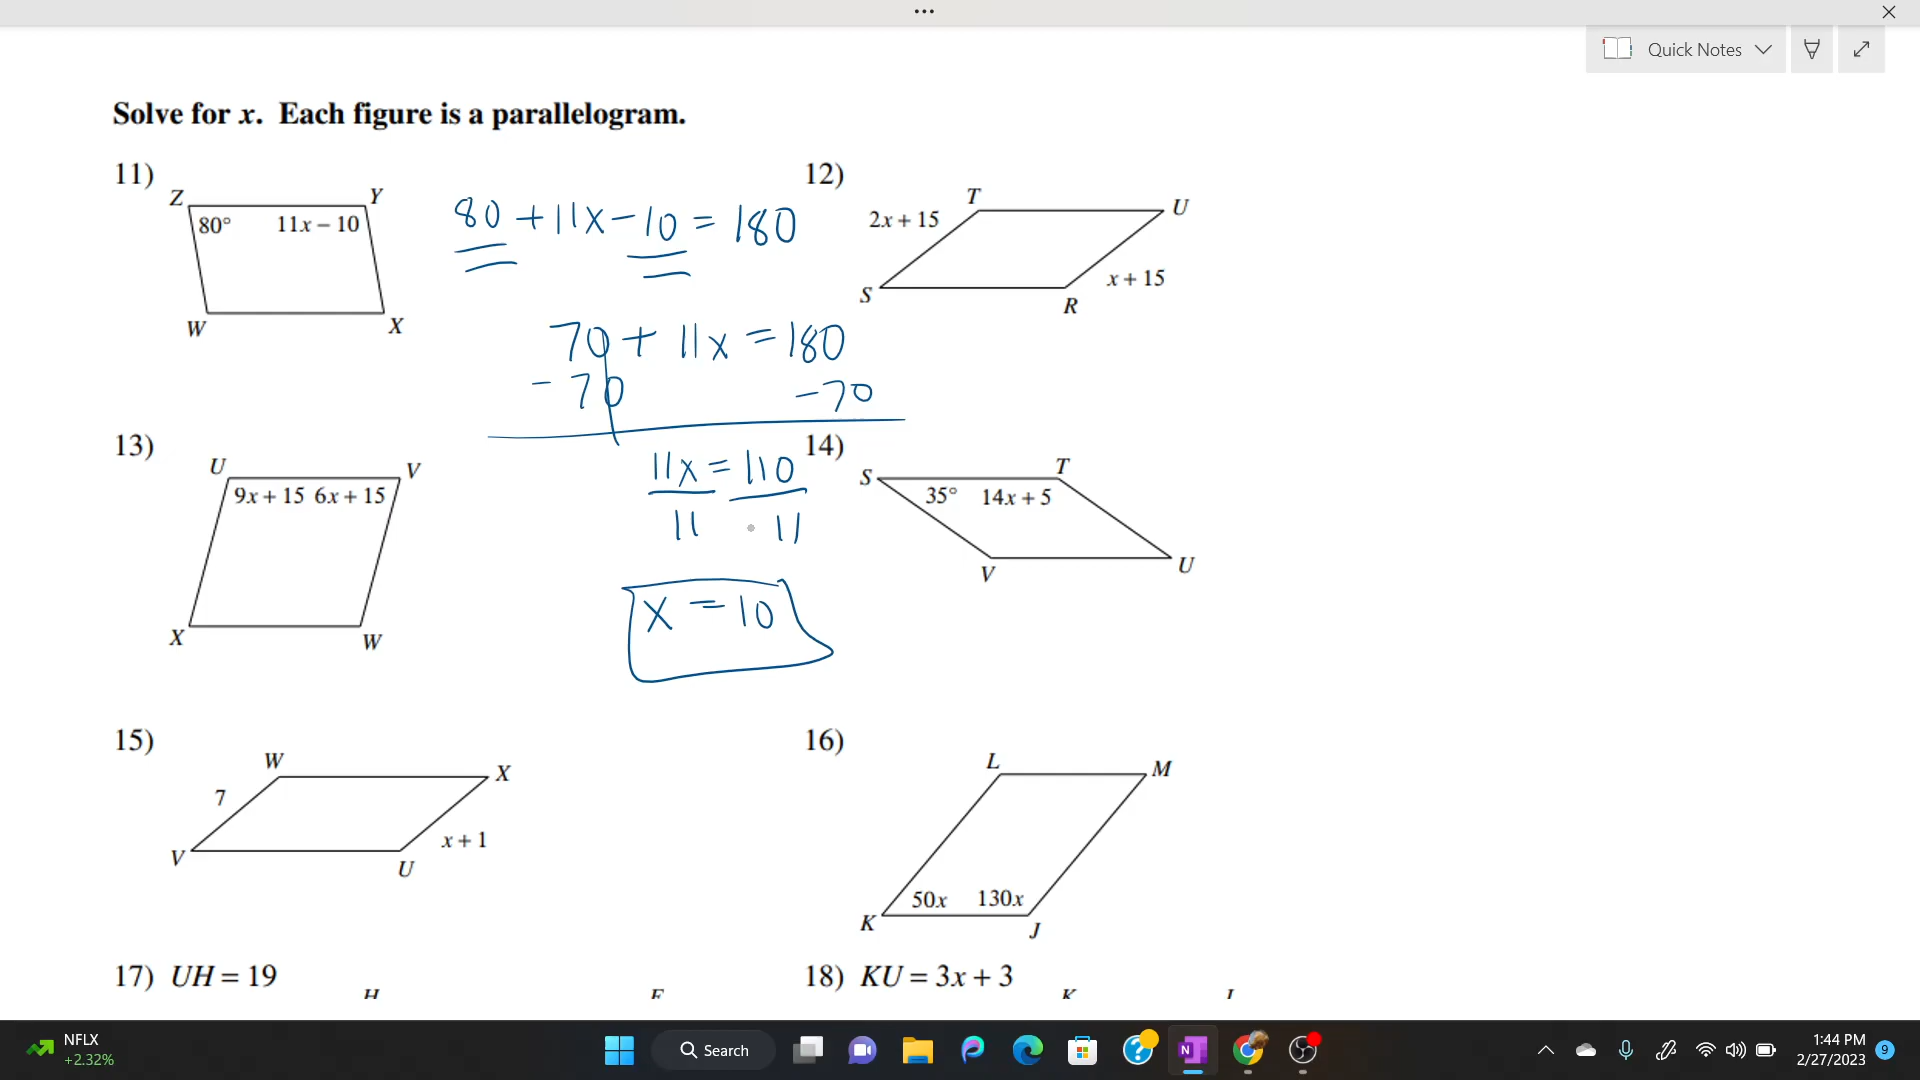 Quick Notes
Solve for x. Each figure is a parallelogram.
11)
Z
Y
80°
11x – 10
W
X
80 + 11x – 10 = 180
70 + 11x = 180
– 70
– 70
11x = 110
11
11
x = 10
12)
T
U
2x + 15
x + 15
S
R
13)
U
V
9x + 15
6x + 15
X
W
14)
S
T
35°
14x + 5
V
U
15)
W
X
7
x + 1
V
U
16)
L
M
50x
130x
K
J
17) UH = 19
H
18) KU = 3x + 3
K
NFLX
+2.32%
Search
1:44 PM
2/27/2023
9